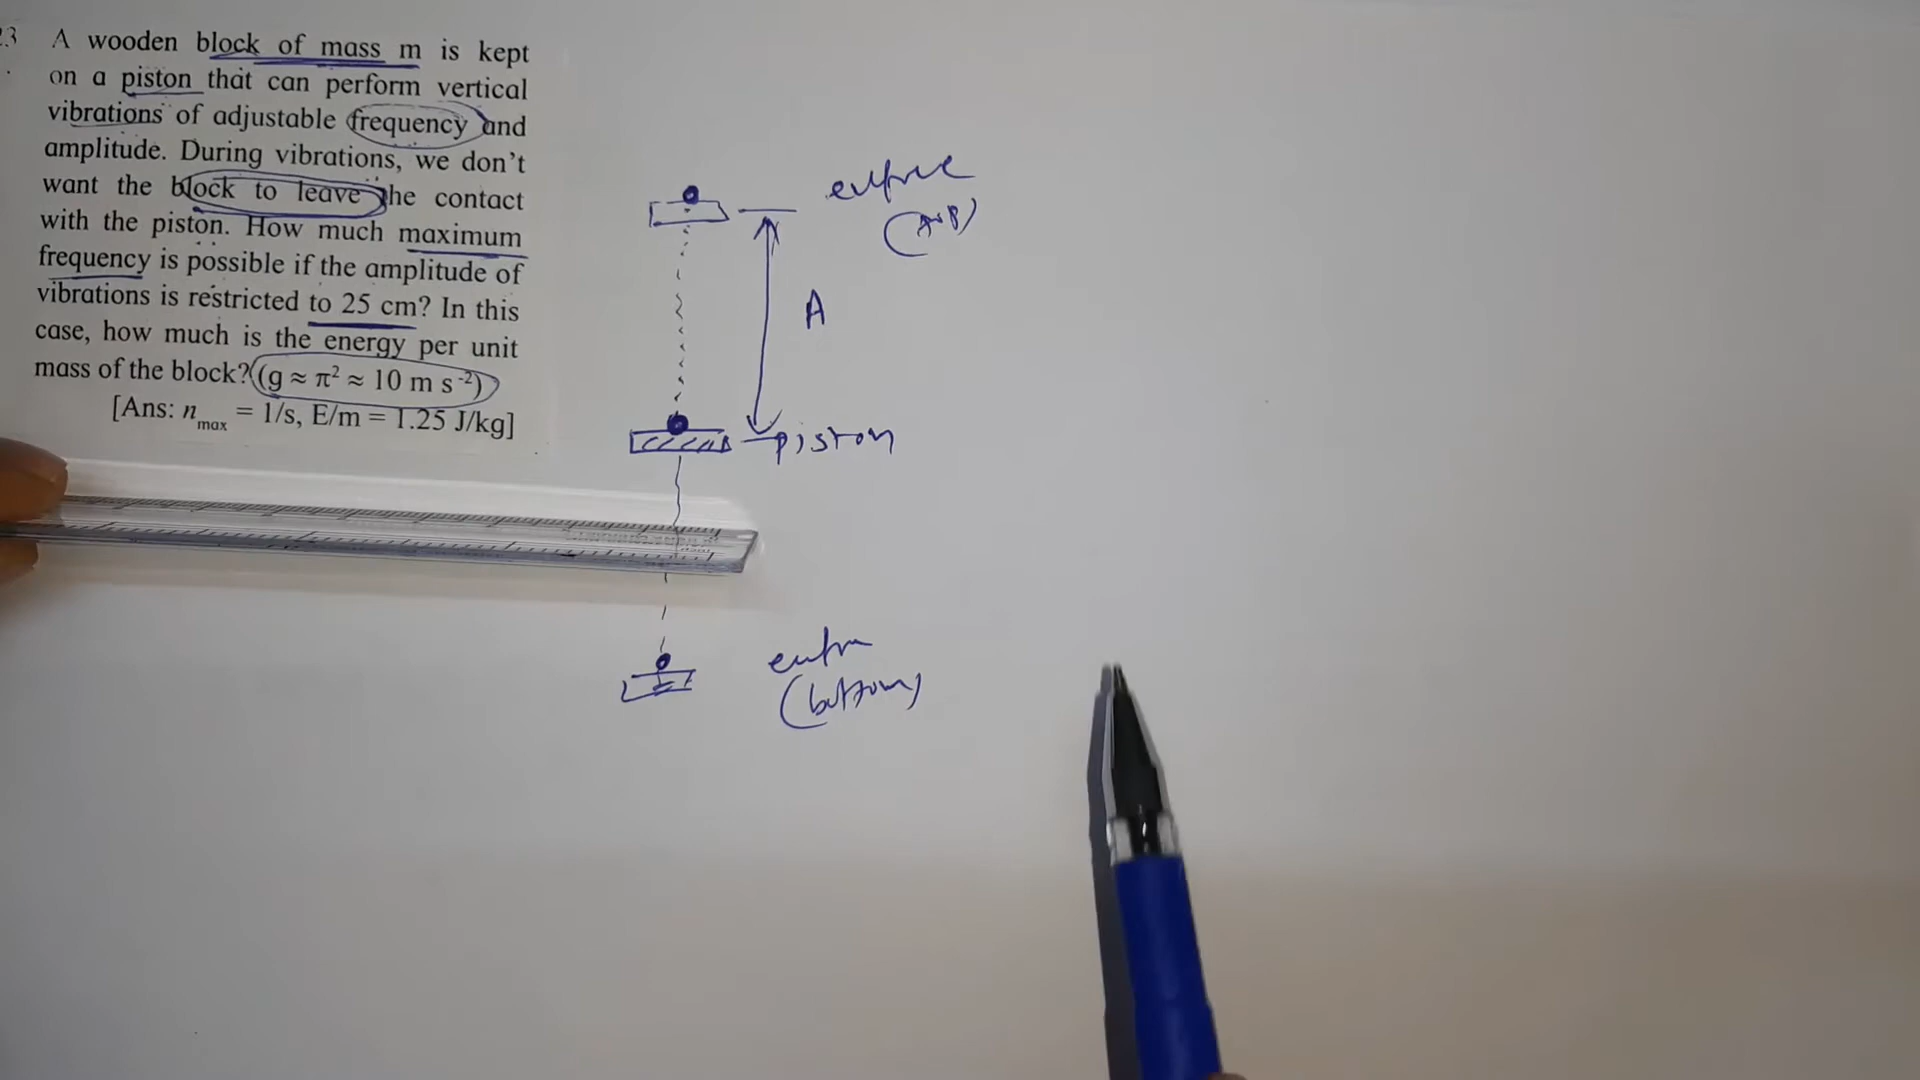 23 A wooden block of mass m is kept
on a piston that can perform vertical
vibrations of adjustable frequency and
amplitude. During vibrations, we don't
want the block to leave the contact
with the piston. How much maximum
frequency is possible if the amplitude of
vibrations is restricted to 25 cm? In this
case, how much is the energy per unit
mass of the block? (g ≈ π² ≈ 10 m s⁻²)
[Ans: n_max = 1/s, E/m = 1.25 J/kg]
A
piston
(bottom)